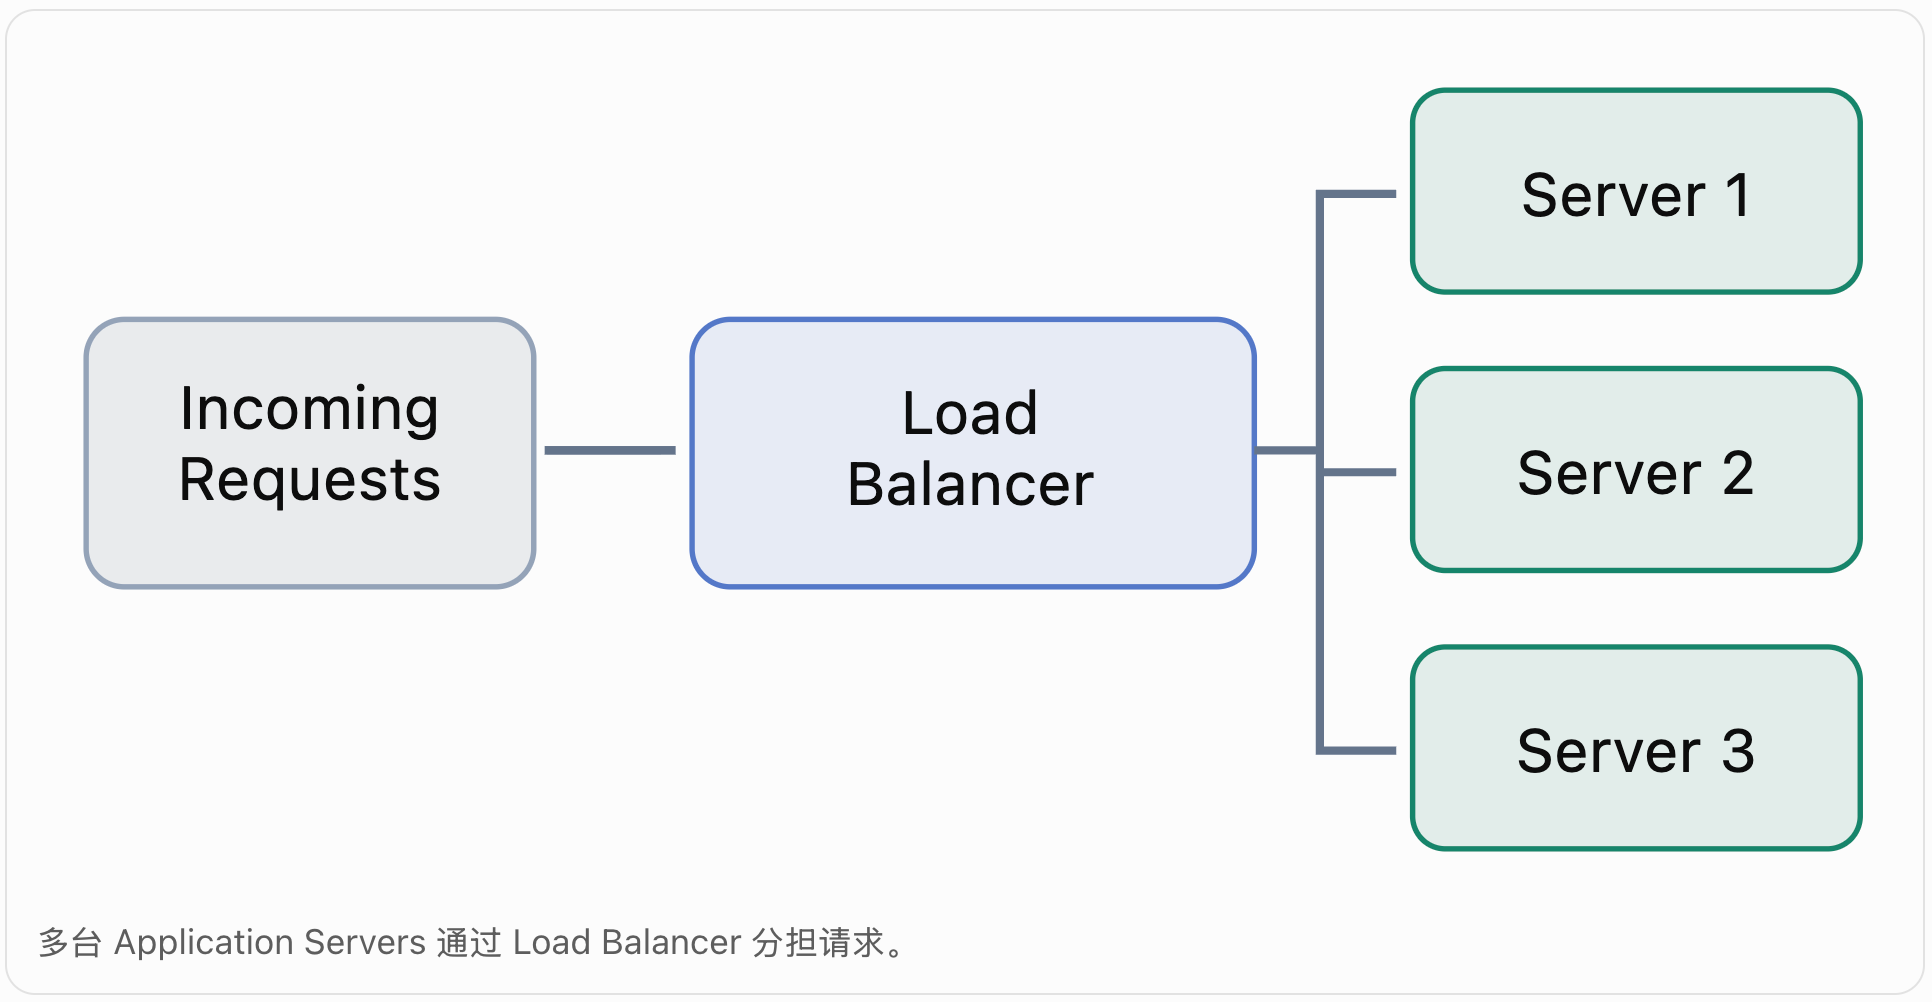 Incoming
Requests
Load
Balancer
Server 1
Server 2
Server 3
多台 Application Servers 通过 Load Balancer 分担请求。